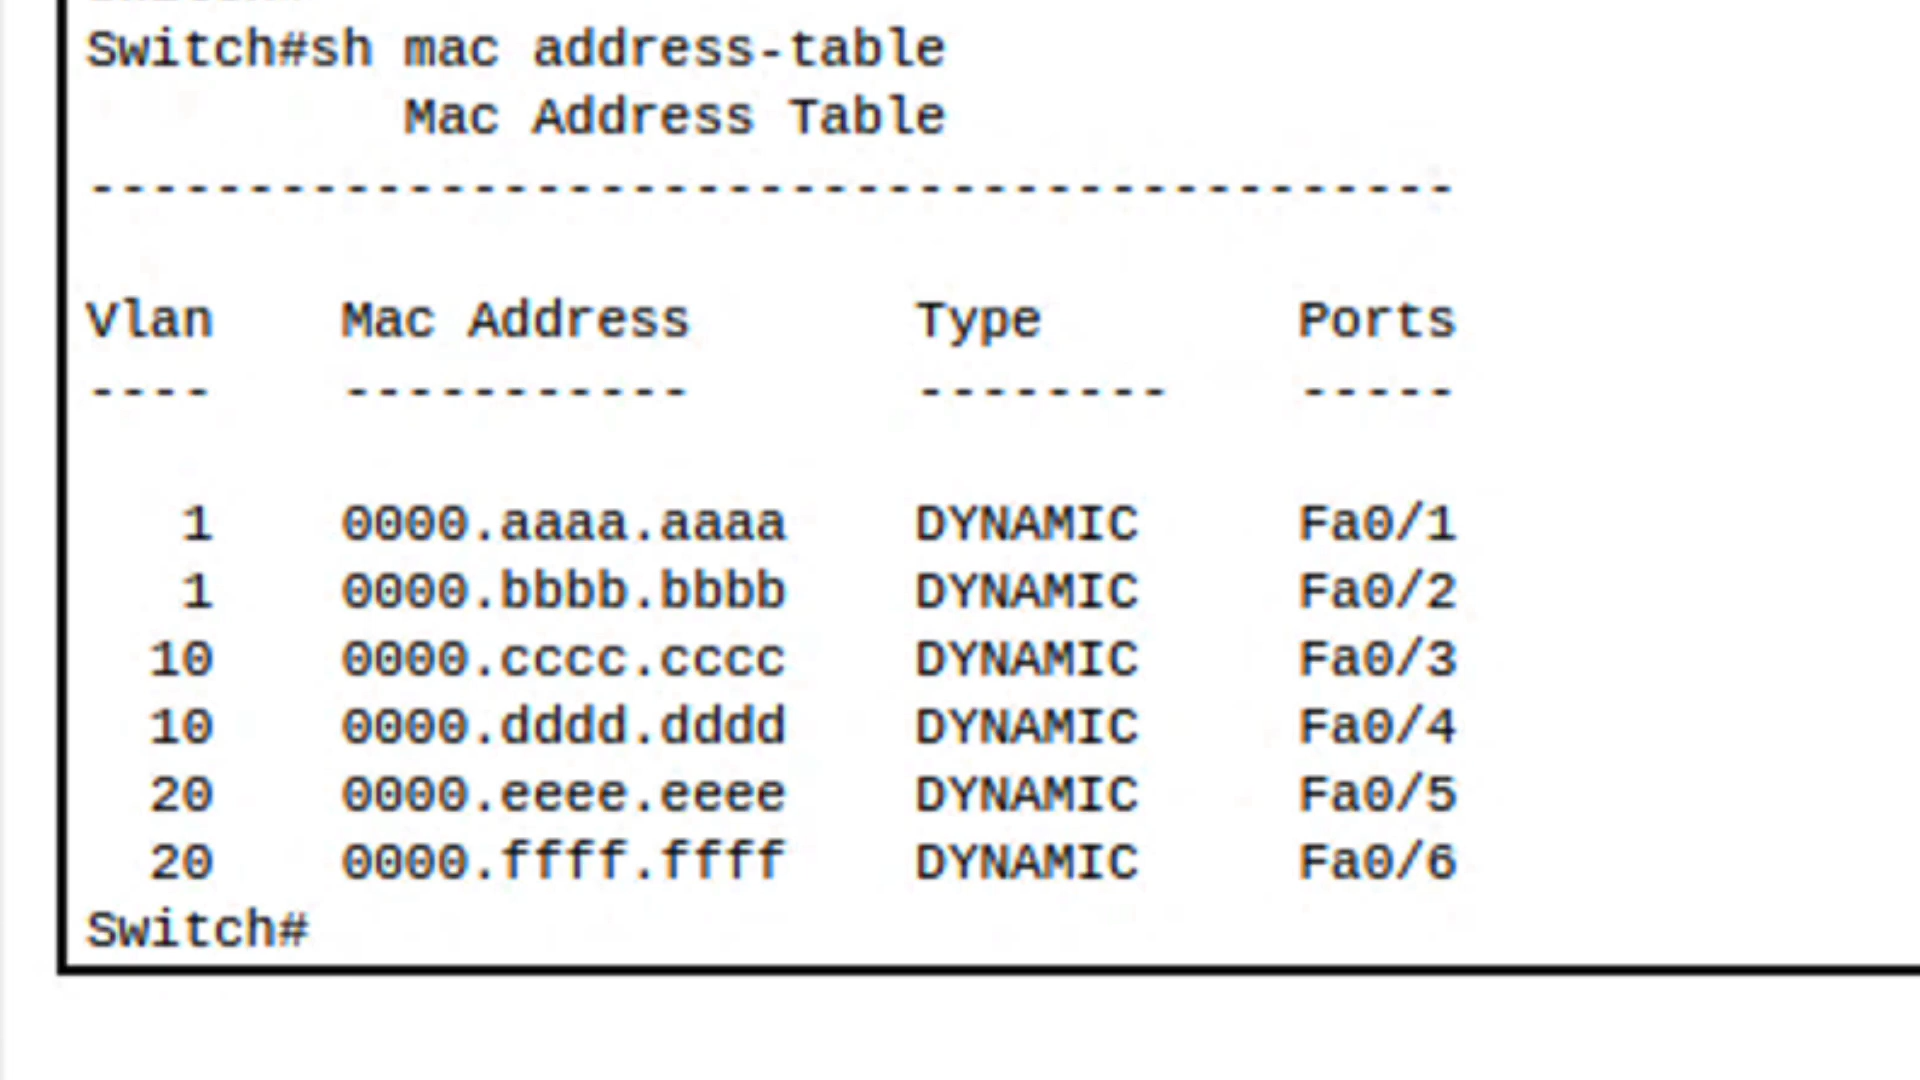 Switch#sh mac address-table
Mac Address Table
-------------------------------------------
Vlan    Mac Address       Type        Ports
----    -----------       --------    -----
1    0000.aaaa.aaaa    DYNAMIC     Fa0/1
1    0000.bbbb.bbbb    DYNAMIC     Fa0/2
10    0000.cccc.cccc    DYNAMIC     Fa0/3
10    0000.dddd.dddd    DYNAMIC     Fa0/4
20    0000.eeee.eeee    DYNAMIC     Fa0/5
20    0000.ffff.ffff    DYNAMIC     Fa0/6
Switch#